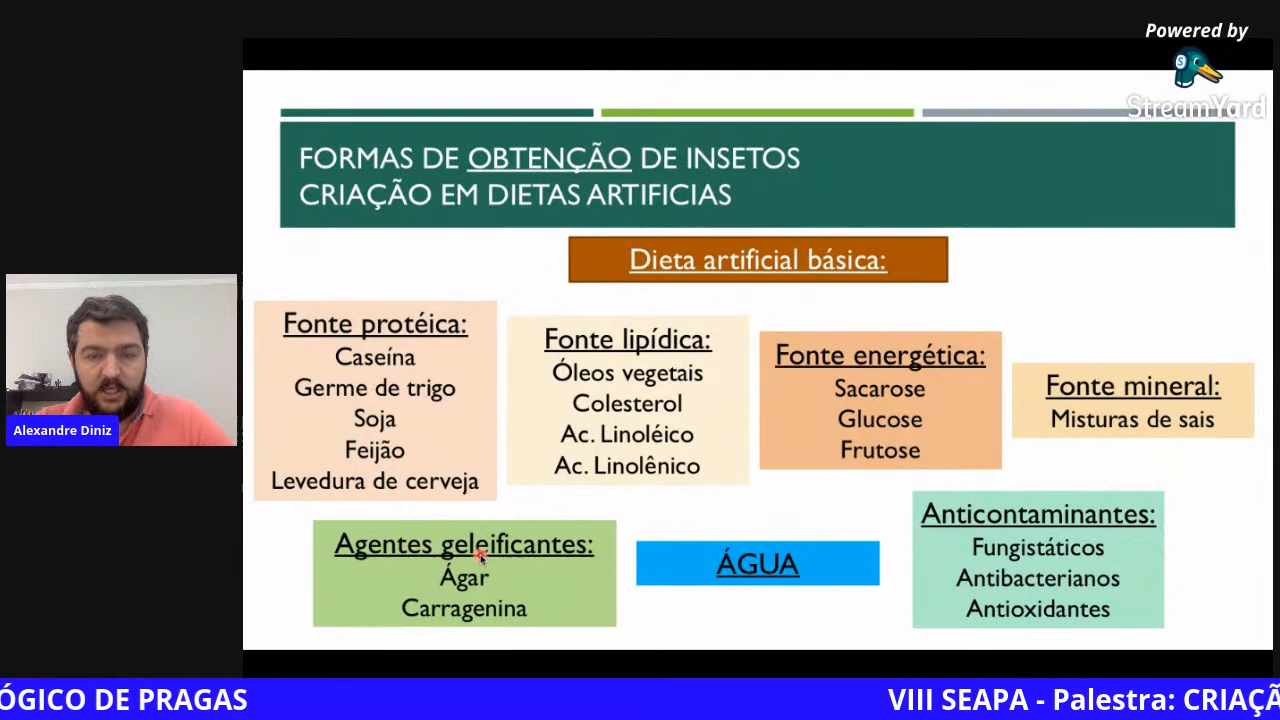 Powered by
StreamYard
FORMAS DE OBTENÇÃO DE INSETOS
CRIAÇÃO EM DIETAS ARTIFICIAS
Dieta artificial básica:
Fonte protéica:
Caseína
Germe de trigo
Soja
Feijão
Levedura de cerveja
Fonte lipídica:
Óleos vegetais
Colesterol
Ac. Linoléico
Ac. Linolênico
Fonte energética:
Sacarose
Glucose
Frutose
Fonte mineral:
Misturas de sais
Agentes geleificantes:
Ágar
Carragenina
ÁGUA
Anticontaminantes:
Fungistáticos
Antibacterianos
Antioxidantes
Alexandre Diniz
ÓGICO DE PRAGAS
VIII SEAPA - Palestra: CRIAÇÃ